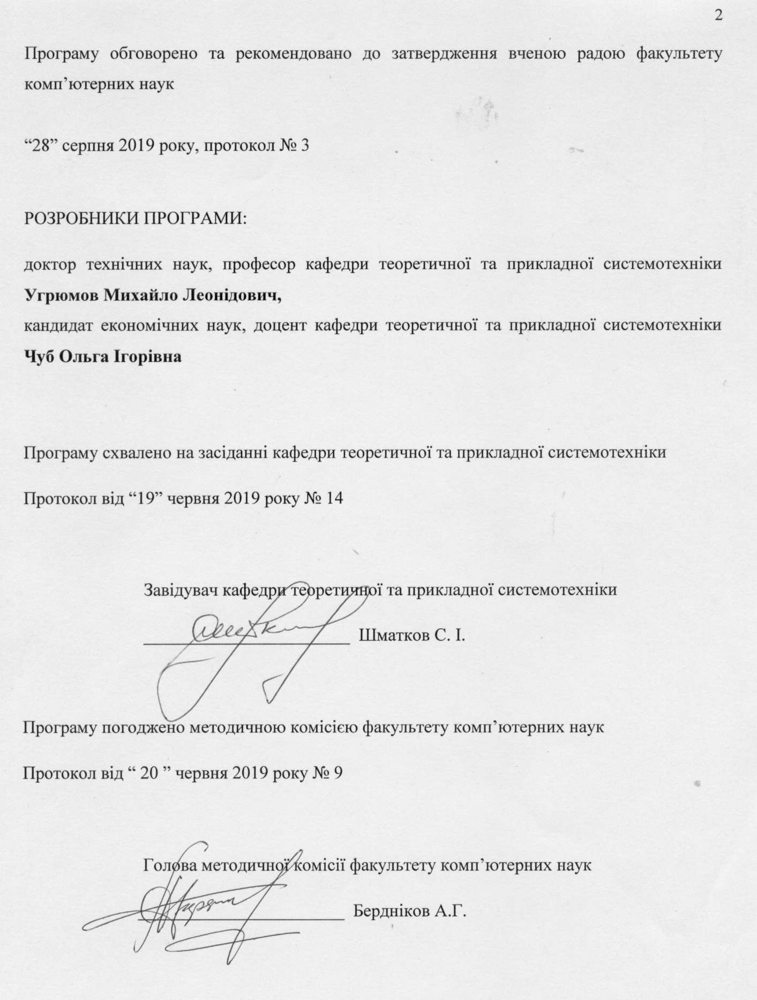 2
Програму обговорено та рекомендовано до затвердження вченою радою факультету
комп’ютерних наук
“28” серпня 2019 року, протокол № 3
РОЗРОБНИКИ ПРОГРАМИ:
доктор технічних наук, професор кафедри теоретичної та прикладної системотехніки
Угрюмов Михайло Леонідович,
кандидат економічних наук, доцент кафедри теоретичної та прикладної системотехніки
Чуб Ольга Ігорівна
Програму схвалено на засіданні кафедри теоретичної та прикладної системотехніки
Протокол від “19” червня 2019 року № 14
Завідувач кафедри теоретичної та прикладної системотехніки
Шматков С. І.
Програму погоджено методичною комісією факультету комп’ютерних наук
Протокол від “ 20 ” червня 2019 року № 9
Голова методичної комісії факультету комп’ютерних наук
Бердніков А.Г.